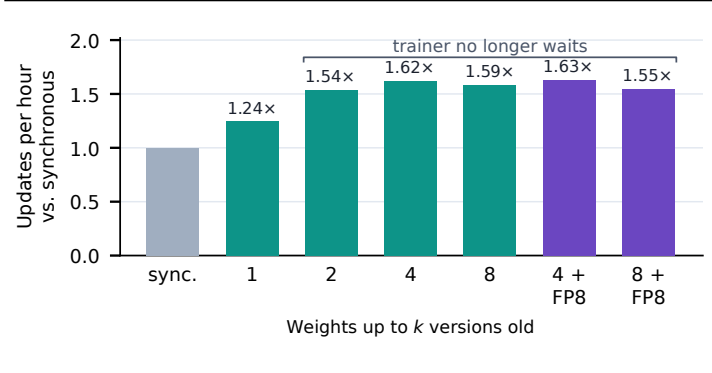 2.0
1.5
1.0
0.5
0.0
Updates per hour
vs. synchronous
trainer no longer waits
1.24×
1.54×
1.62×
1.59×
1.63×
1.55×
sync.
1
2
4
8
4 +
FP8
8 +
FP8
Weights up to k versions old